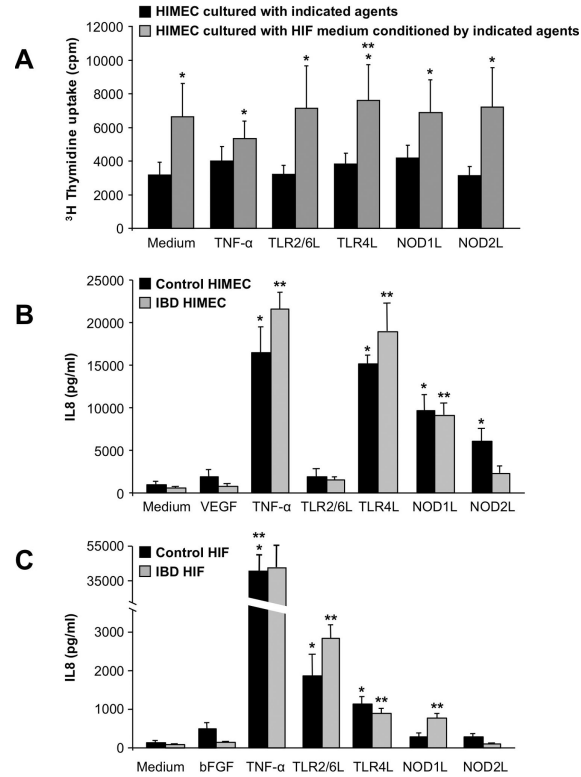 HIMEC cultured with indicated agents
HIMEC cultured with HIF medium conditioned by indicated agents
A
³H Thymidine uptake (cpm)
12000
10000
8000
6000
4000
2000
0
* * * ** * * *
Medium TNF-α TLR2/6L TLR4L NOD1L NOD2L
B
Control HIMEC
IBD HIMEC
IL8 (pg/ml)
25000
20000
15000
10000
5000
0
* ** * ** * ** *
Medium VEGF TNF-α TLR2/6L TLR4L NOD1L NOD2L
C
Control HIF
IBD HIF
IL8 (pg/ml)
55000
35000
3000
2000
1000
0
** * * ** * ** **
Medium bFGF TNF-α TLR2/6L TLR4L NOD1L NOD2L